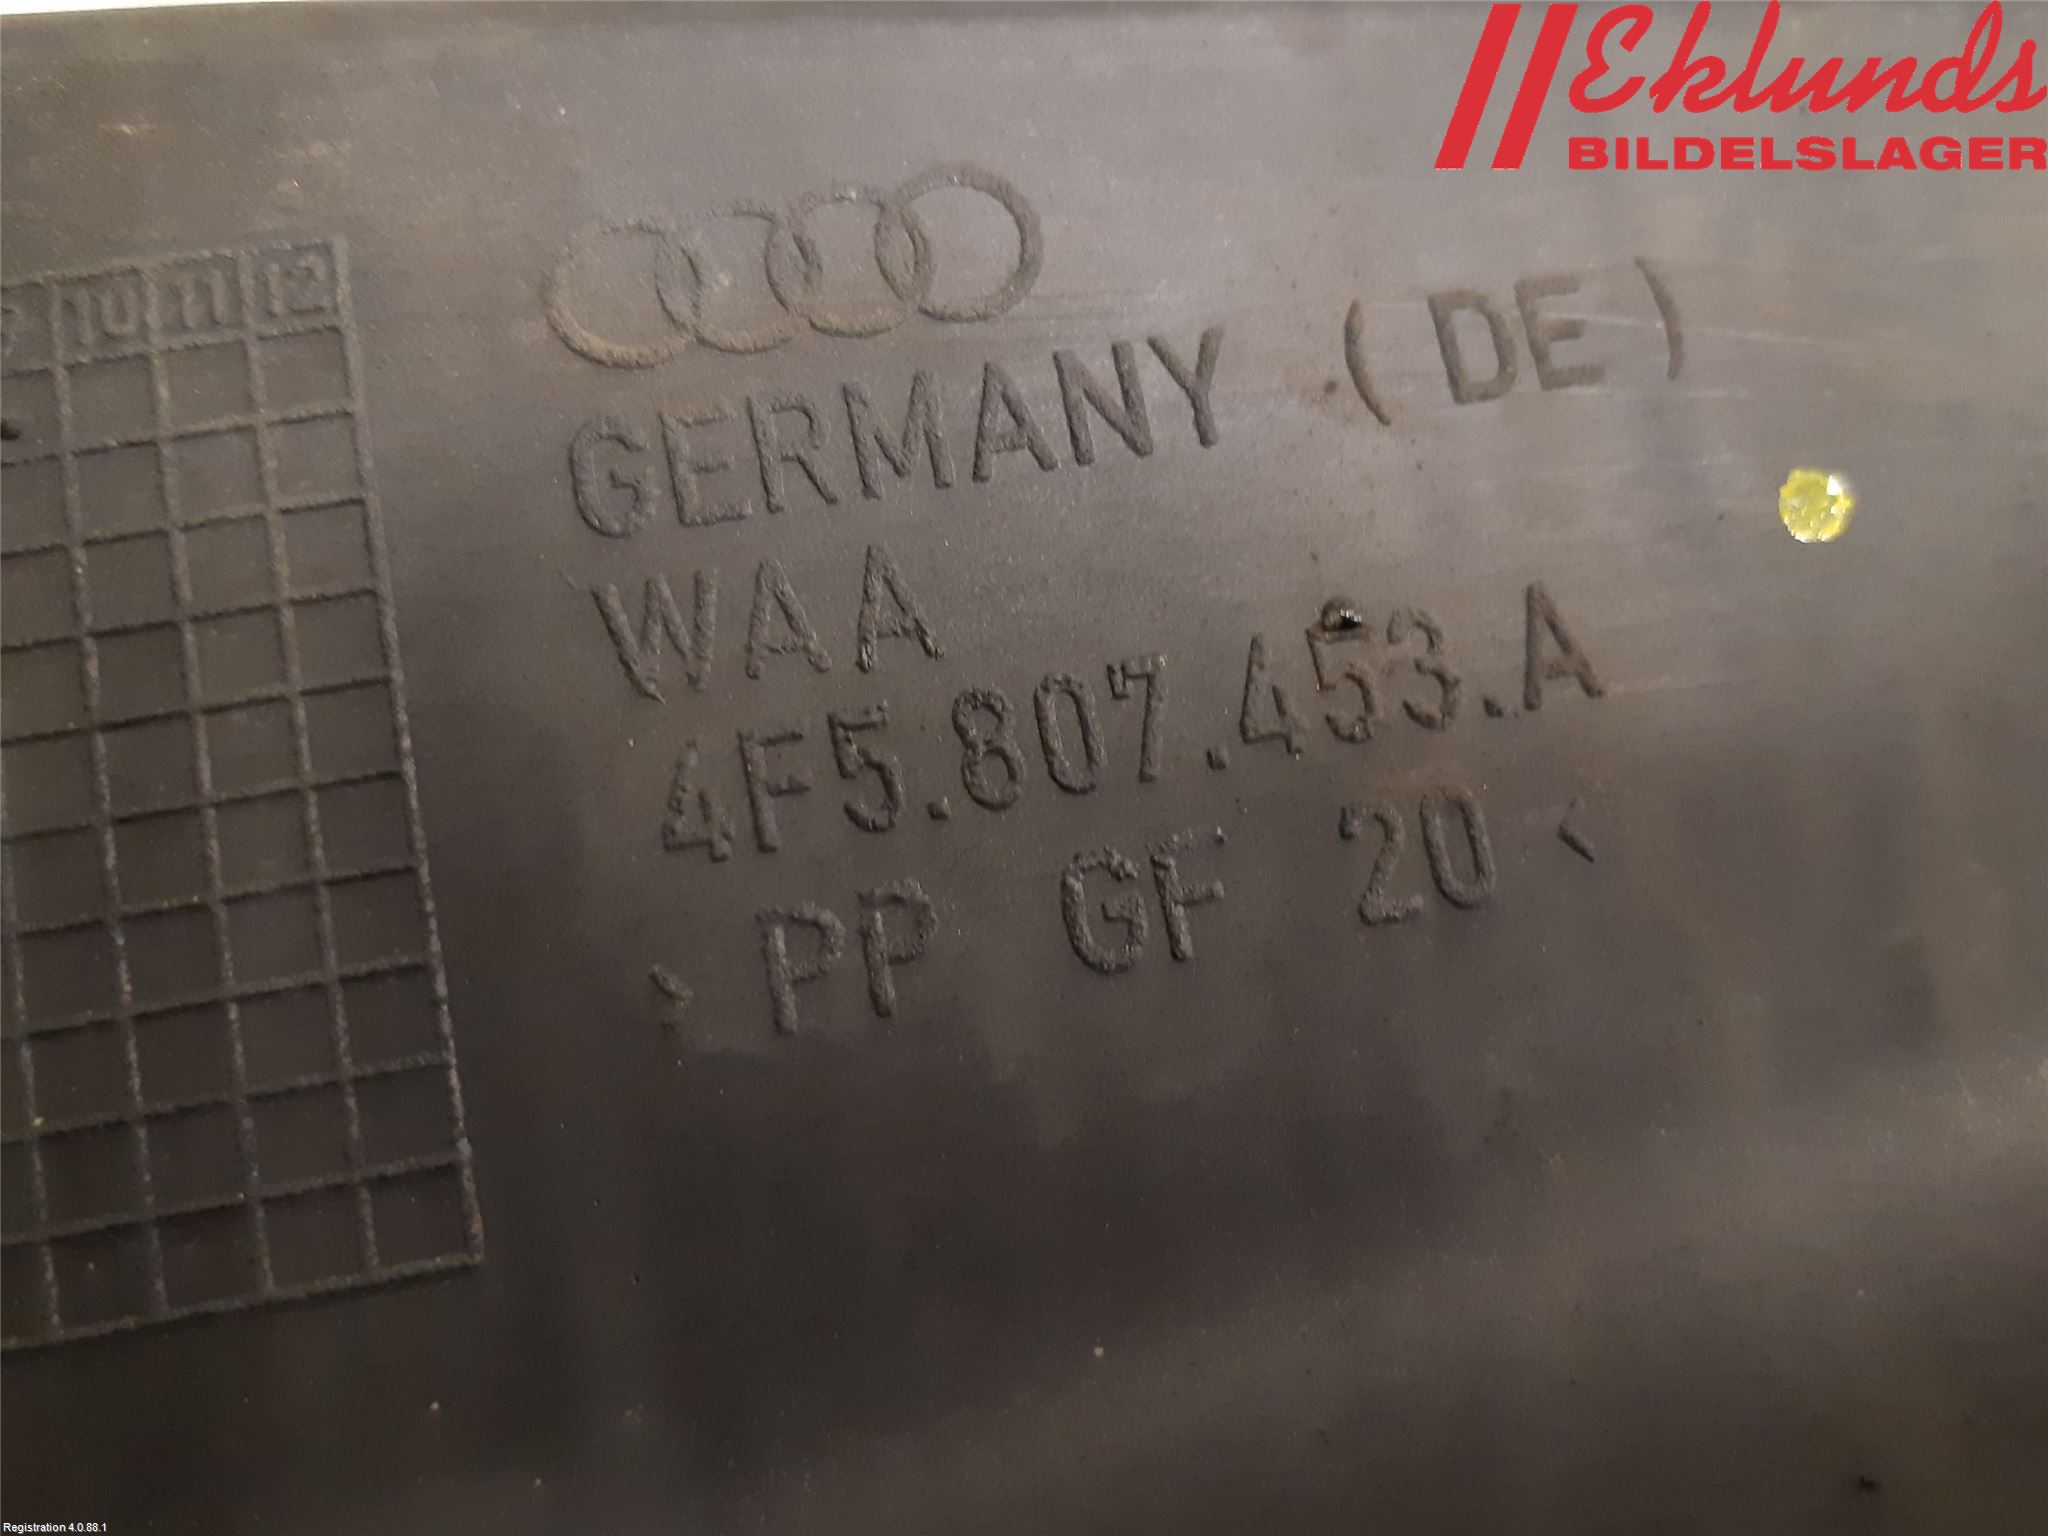 Eklunds
BILDELSLAGER
10 11 12
GERMANY (DE)
WAA
4F5.807.453.A
> PP GF 20 <
Registration 4.0.88.1